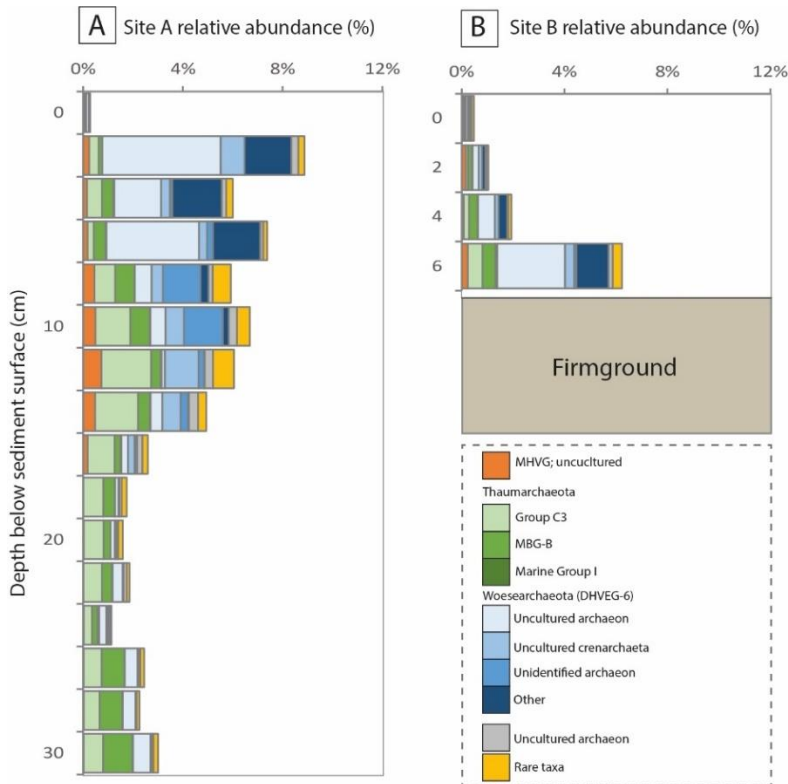 A Site A relative abundance (%)
0% 4% 8% 12%
Depth below sediment surface (cm)
0
10
20
30
B Site B relative abundance (%)
0% 4% 8% 12%
0
2
4
6
Firmground
MHVG; uncucltured
Thaumarchaeota
Group C3
MBG-B
Marine Group I
Woesearchaeota (DHVEG-6)
Uncultured archaeon
Uncultured crenarchaeta
Unidentified archaeon
Other
Uncultured archaeon
Rare taxa